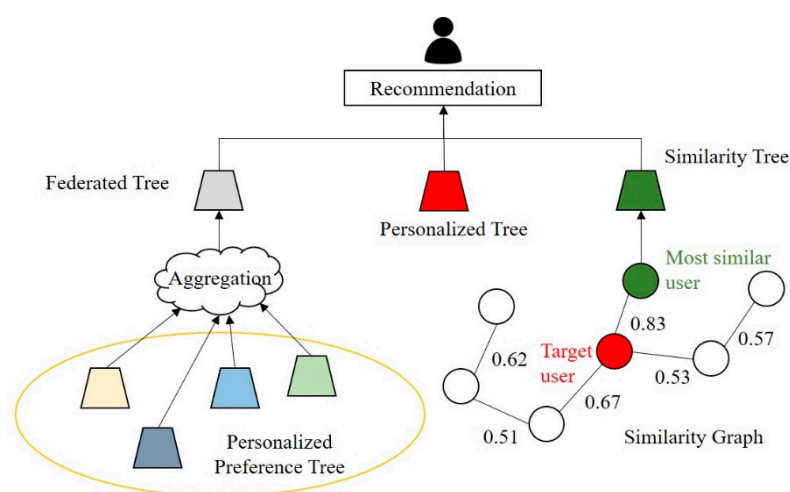 Recommendation
Federated Tree
Similarity Tree
Personalized Tree
Aggregation
Most similar
user
0.83
0.57
0.62
Target
user
0.53
0.67
0.51
Personalized
Preference Tree
Similarity Graph